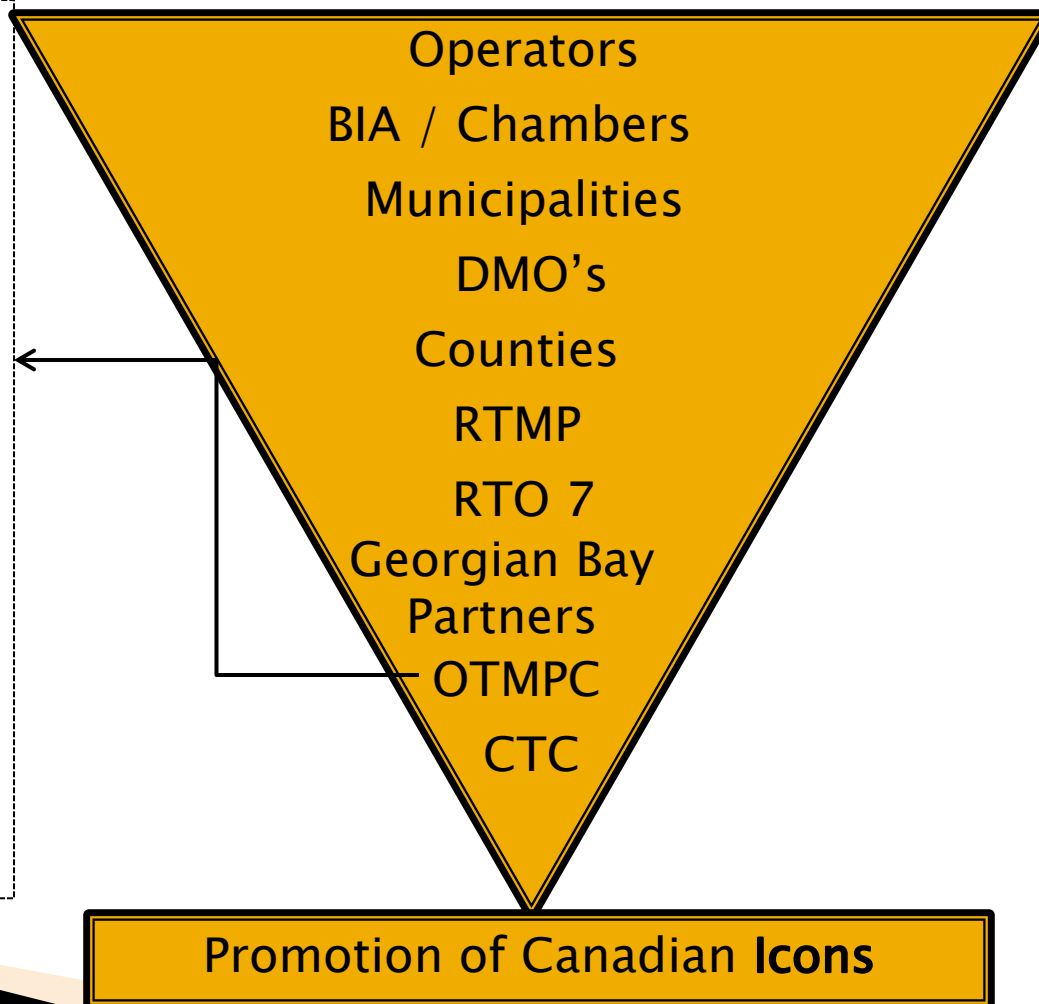 Operators
BIA / Chambers
Municipalities
DMO’s
Counties
RTMP
RTO 7
Georgian Bay
Partners
OTMPC
CTC
Promotion of Canadian Icons